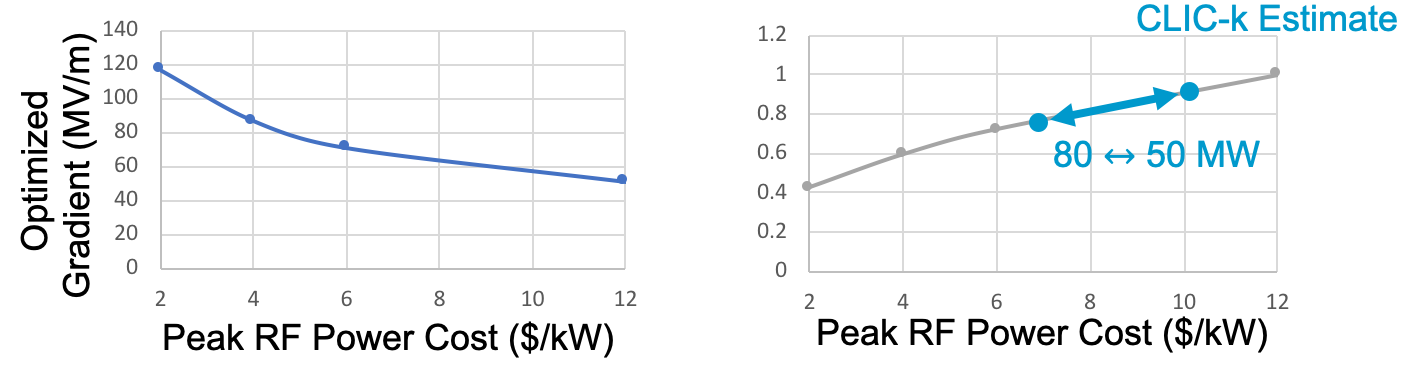 Optimized
Gradient (MV/m)
140
120
100
80
60
40
20
0
2 4 6 8 10 12
Peak RF Power Cost ($/kW)
CLIC-k Estimate
1.2
1
0.8
0.6
0.4
0.2
0
80 ↔ 50 MW
2 4 6 8 10 12
Peak RF Power Cost ($/kW)